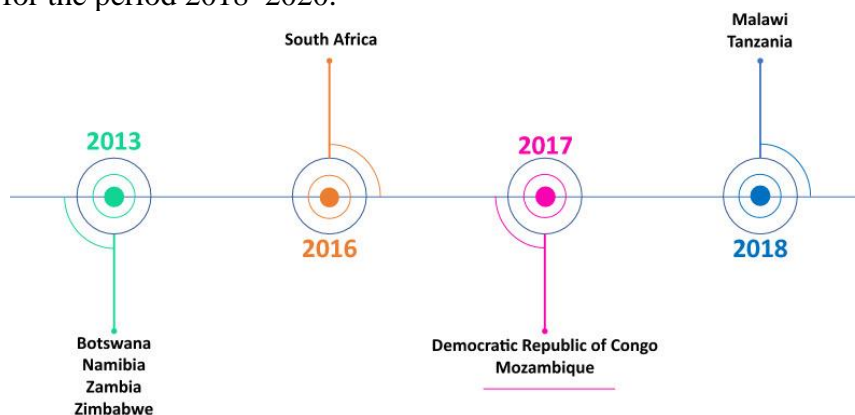 for the period 2018–2020.
South Africa
Malawi
Tanzania
2013
2017
2016
2018
Botswana
Namibia
Zambia
Zimbabwe
Democratic Republic of Congo
Mozambique